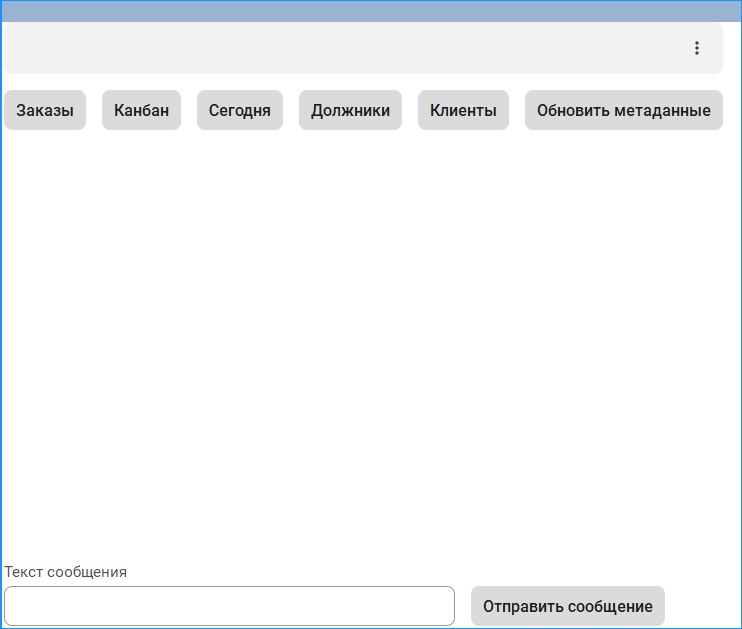 Заказы Канбан Сегодня Должники Клиенты Обновить метаданные
Текст сообщения
Отправить сообщение